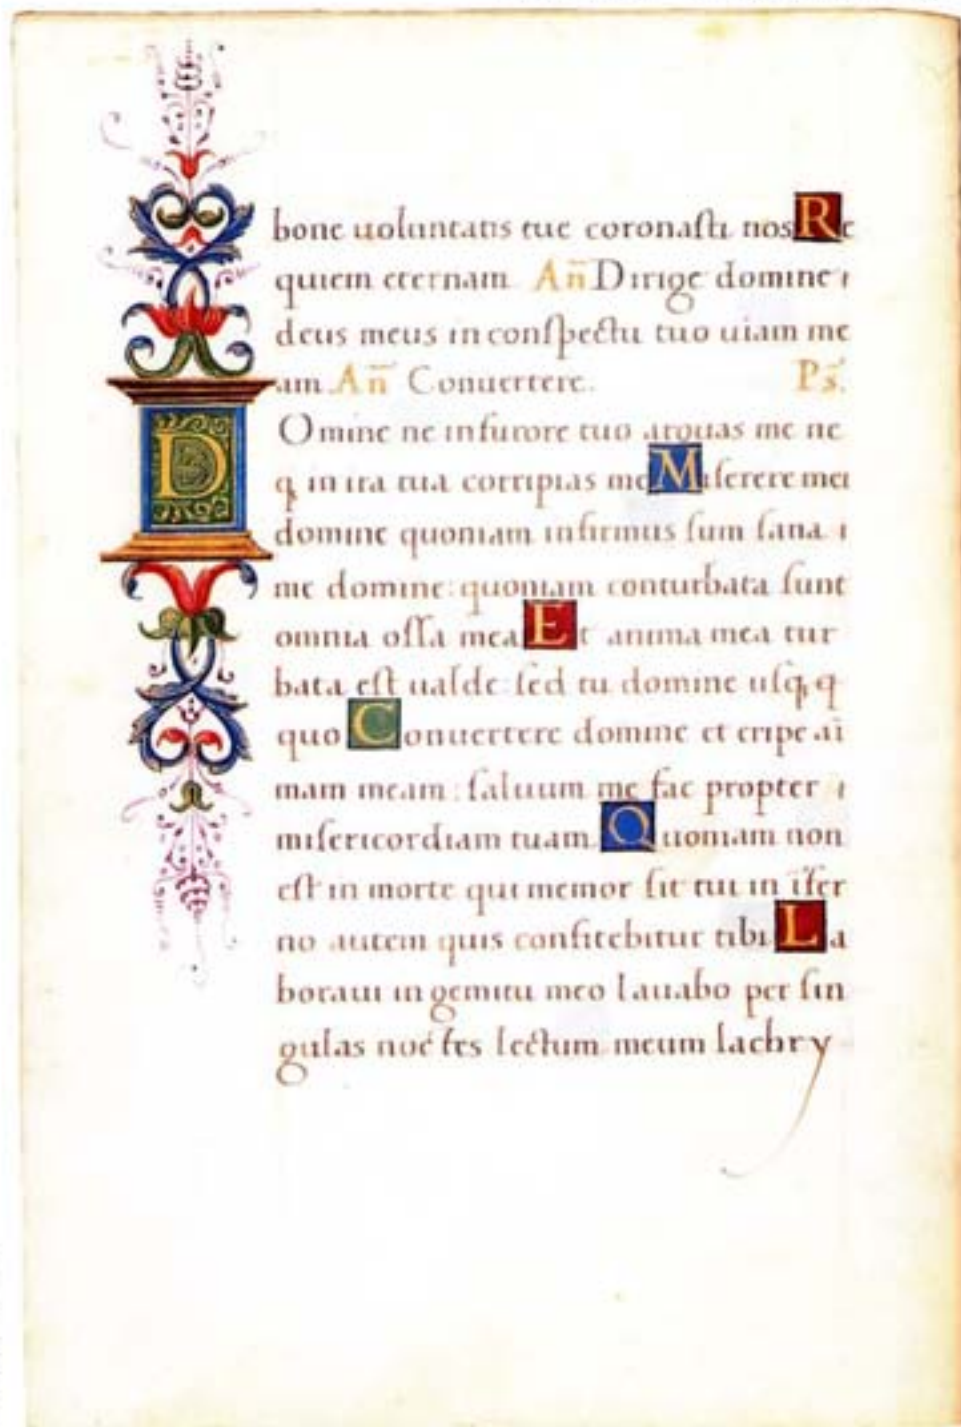 bone uoluntatis tue coronasti nos Re
quiem eternam Añ Dirige domine
deus meus in conspectu tuo uiam me
am Añ Conuertere. Ps.
DOmine ne in furore tuo arguas me ne
q, in ira tua corripias me Miserere mei
domine quoniam infirmus sum sana
me domine: quoniam conturbata sunt
omnia ossa mea Et anima mea tur
bata est ualde: sed tu domine usq, q
quo Conuertere domine et eripe aī
mam meam: saluum me fac propter
misericordiam tuam Quoniam non
est in morte qui memor sit tui in īfer
no autem quis confitebitur tibi La
boraui in gemitu meo lauabo per sin
gulas noctes lectum meum lachry